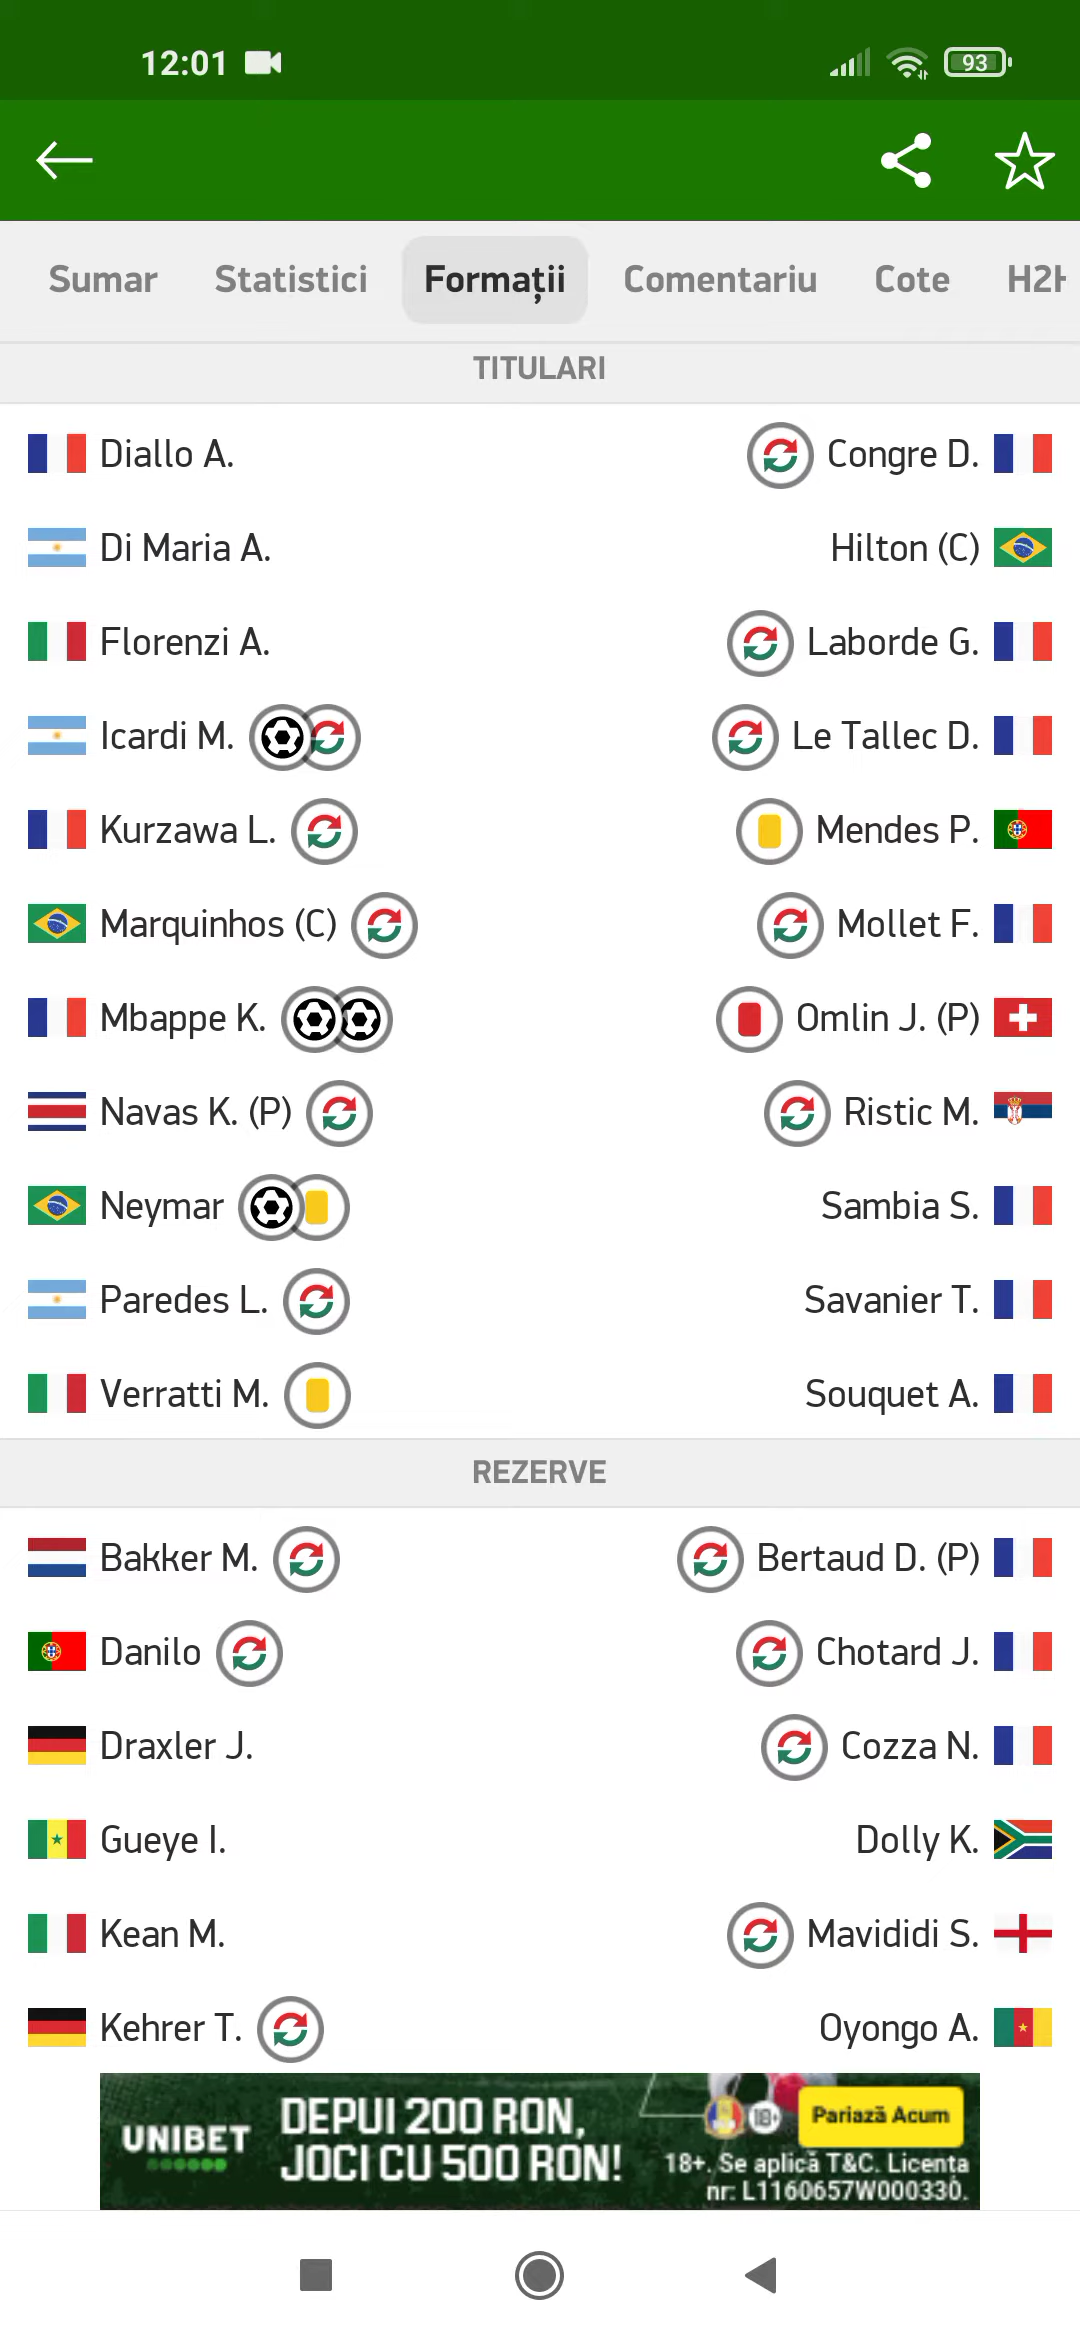 12:01
93
Sumar Statistici Formații Comentariu Cote H2H
TITULARI
Diallo A. Congre D.
Di Maria A. Hilton (C)
Florenzi A. Laborde G.
Icardi M. Le Tallec D.
Kurzawa L. Mendes P.
Marquinhos (C) Mollet F.
Mbappe K. Omlin J. (P)
Navas K. (P) Ristic M.
Neymar Sambia S.
Paredes L. Savanier T.
Verratti M. Souquet A.
REZERVE
Bakker M. Bertaud D. (P)
Danilo Chotard J.
Draxler J. Cozza N.
Gueye I. Dolly K.
Kean M. Mavididi S.
Kehrer T. Oyongo A.
UNIBET
DEPUI 200 RON,
JOCI CU 500 RON!
18+
Pariază Acum
18+. Se aplică T&C. Licența
nr: L1160657W000330.